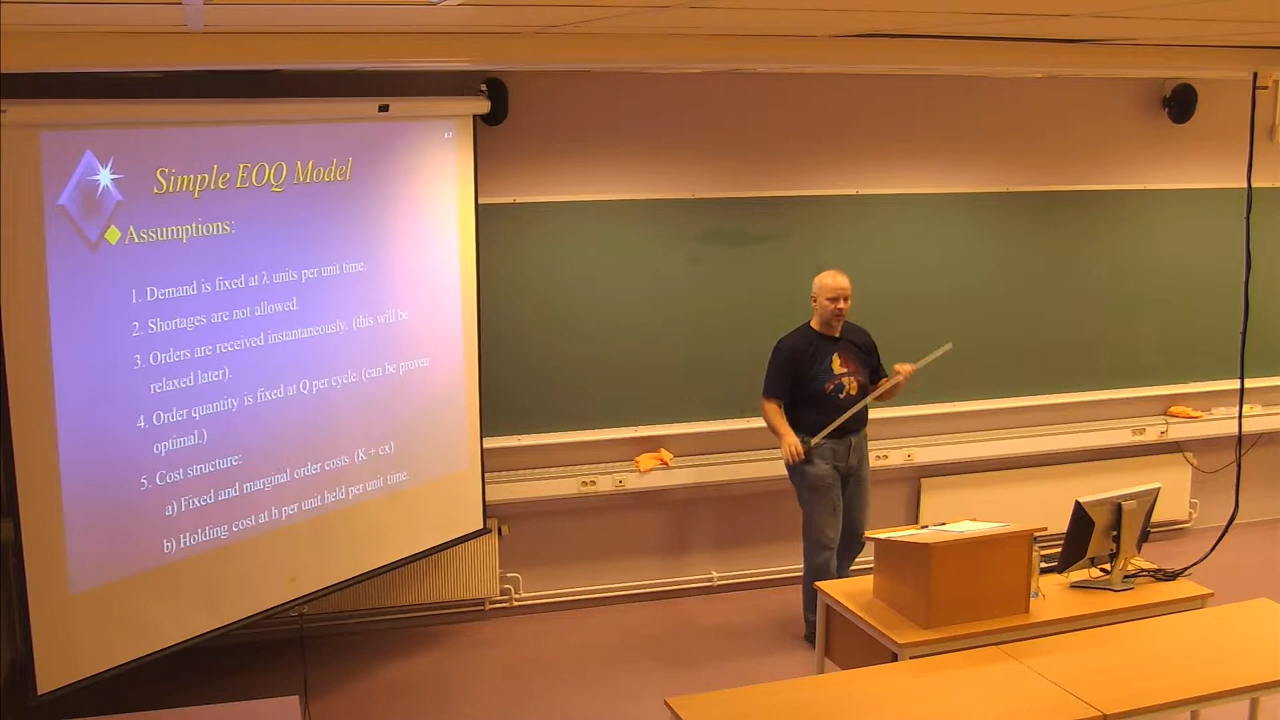 Simple EOQ Model
Assumptions:
1. Demand is fixed at λ units per unit time.
2. Shortages are not allowed.
3. Orders are received instantaneously. (this will be
relaxed later).
4. Order quantity is fixed at Q per cycle. (can be proven
optimal.)
5. Cost structure:
a) Fixed and marginal order costs (K + cx)
b) Holding cost at h per unit held per unit time.